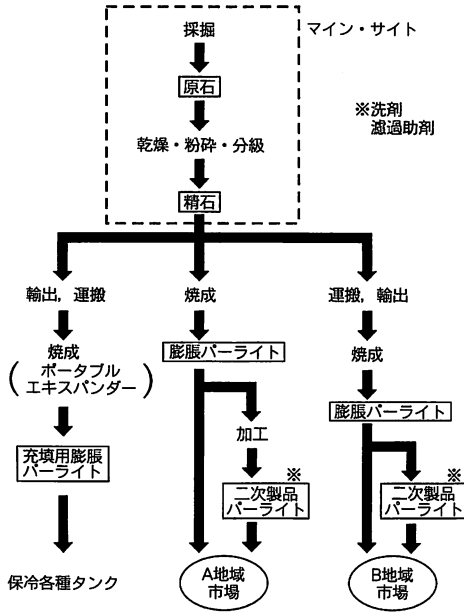 採掘
マイン・サイト
原石
※洗剤
濾過助剤
乾燥・粉砕・分級
精石
輸出，運搬
焼成
運搬，輸出
焼成
(ポータブル
エキスパンダー)
膨脹パーライト
焼成
充填用膨脹
パーライト
加工
膨脹パーライト
※
二次製品
パーライト
※
二次製品
パーライト
保冷各種タンク
A地域
市場
B地域
市場